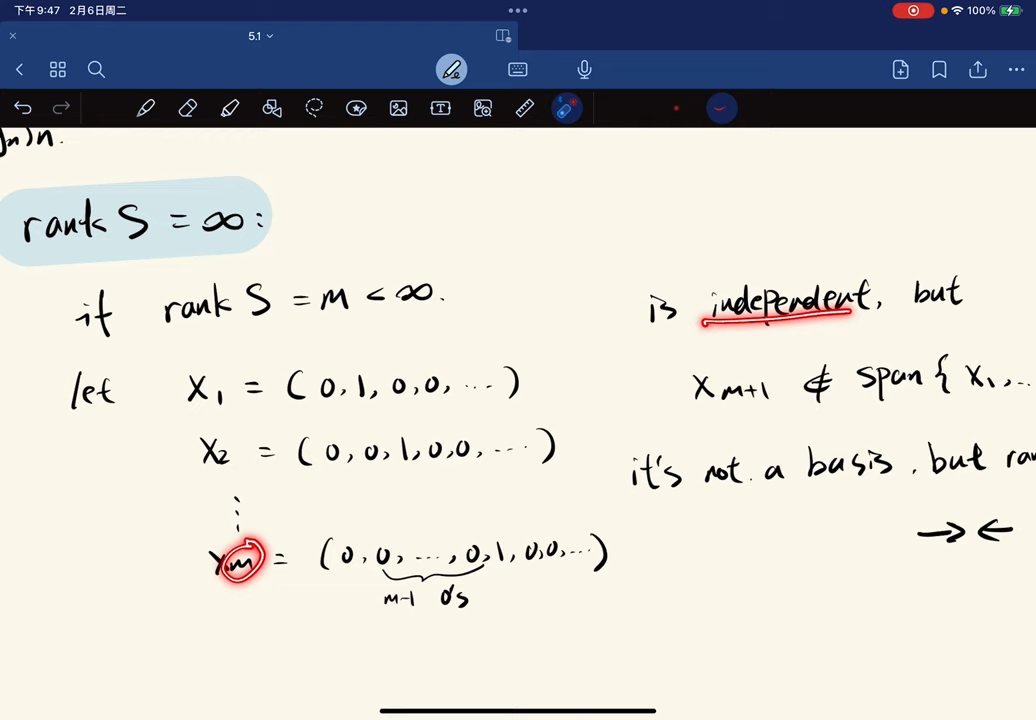 下午9:47 2月6日周二
100%
5.1
rank S = ∞:
if rank S = m < ∞.
let X₁ = (0,1,0,0,...)
X₂ = (0,0,1,0,0,...)
⋮
Xm = (0,0,...,0,1,0,0,...)
m-1 0's
is independent, but
Xm+1 ∉ span{X₁,...
it's not a basis, but ran
→←